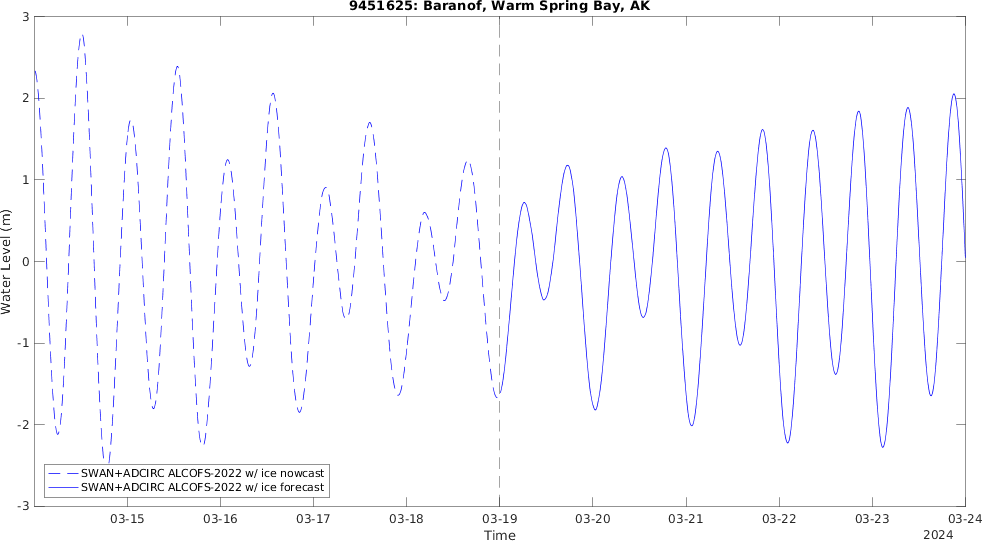 9451625: Baranof, Warm Spring Bay, AK
3
2
1
0
-1
-2
-3
Water Level (m)
SWAN+ADCIRC ALCOFS-2022 w/ ice nowcast
SWAN+ADCIRC ALCOFS-2022 w/ ice forecast
03-15 03-16 03-17 03-18 03-19 03-20 03-21 03-22 03-23 03-24
Time
2024